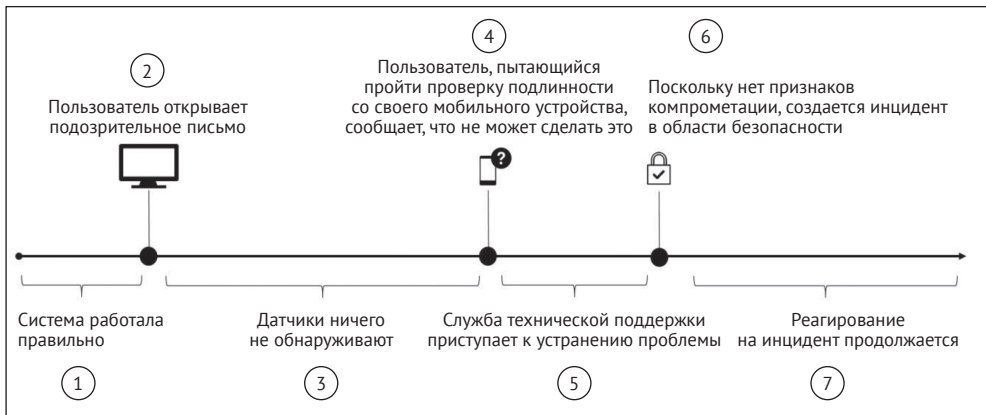 2
Пользователь открывает
подозрительное письмо
4
Пользователь, пытающийся
пройти проверку подлинности
со своего мобильного устройства,
сообщает, что не может сделать это
?
6
Поскольку нет признаков
компрометации, создается инцидент
в области безопасности
Система работала
правильно
1
Датчики ничего
не обнаруживают
3
Служба технической поддержки
приступает к устранению проблемы
5
Реагирование
на инцидент продолжается
7